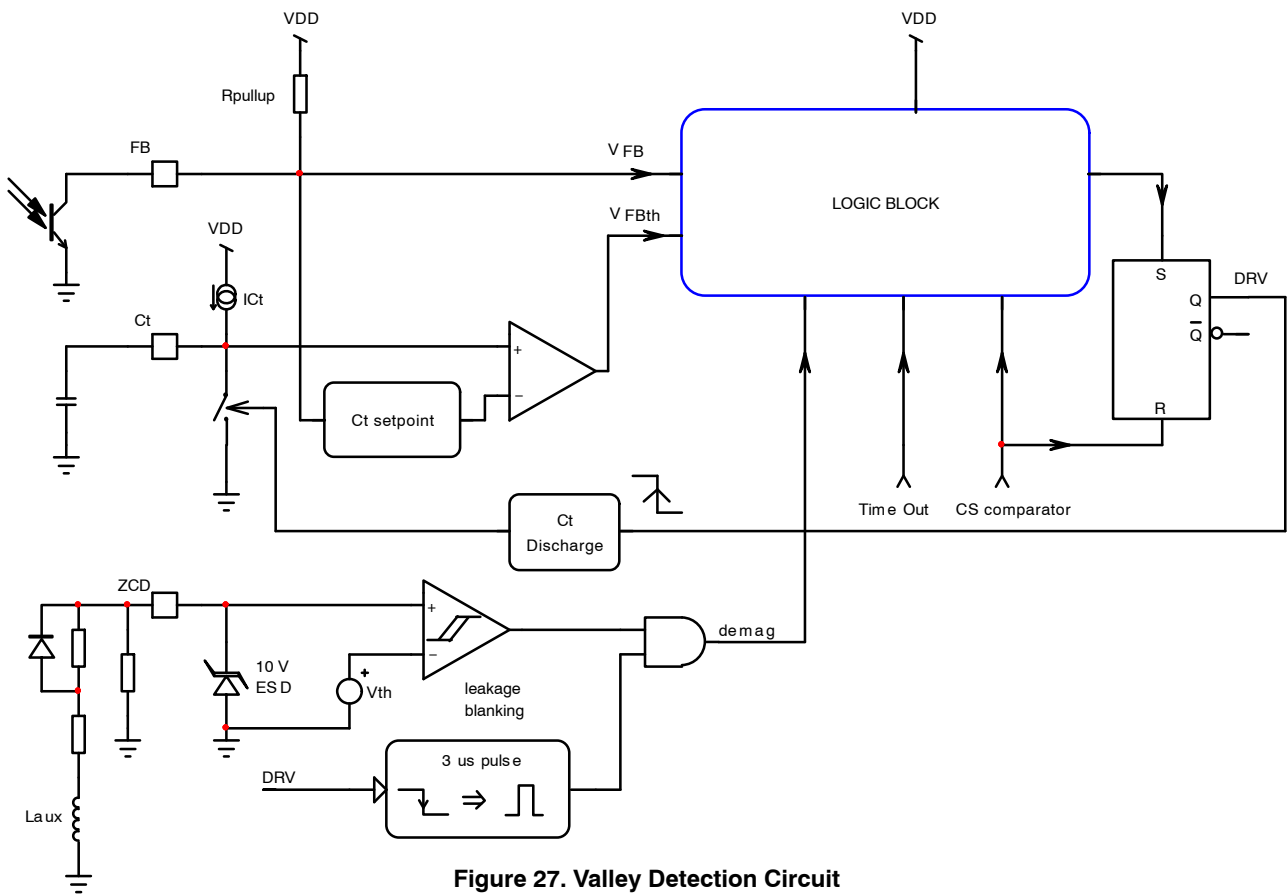 VDD
VDD
Rpullup
FB
V FB
LOGIC BLOCK
V FBth
VDD
ICt
S
DRV
Q
Q
Ct
+
−
Ct setpoint
R
Time Out
CS comparator
Ct
Discharge
ZCD
+
−
demag
10 V
ESD
+
Vth
leakage
blanking
3 us pulse
DRV
⇒
Laux
Figure 27. Valley Detection Circuit